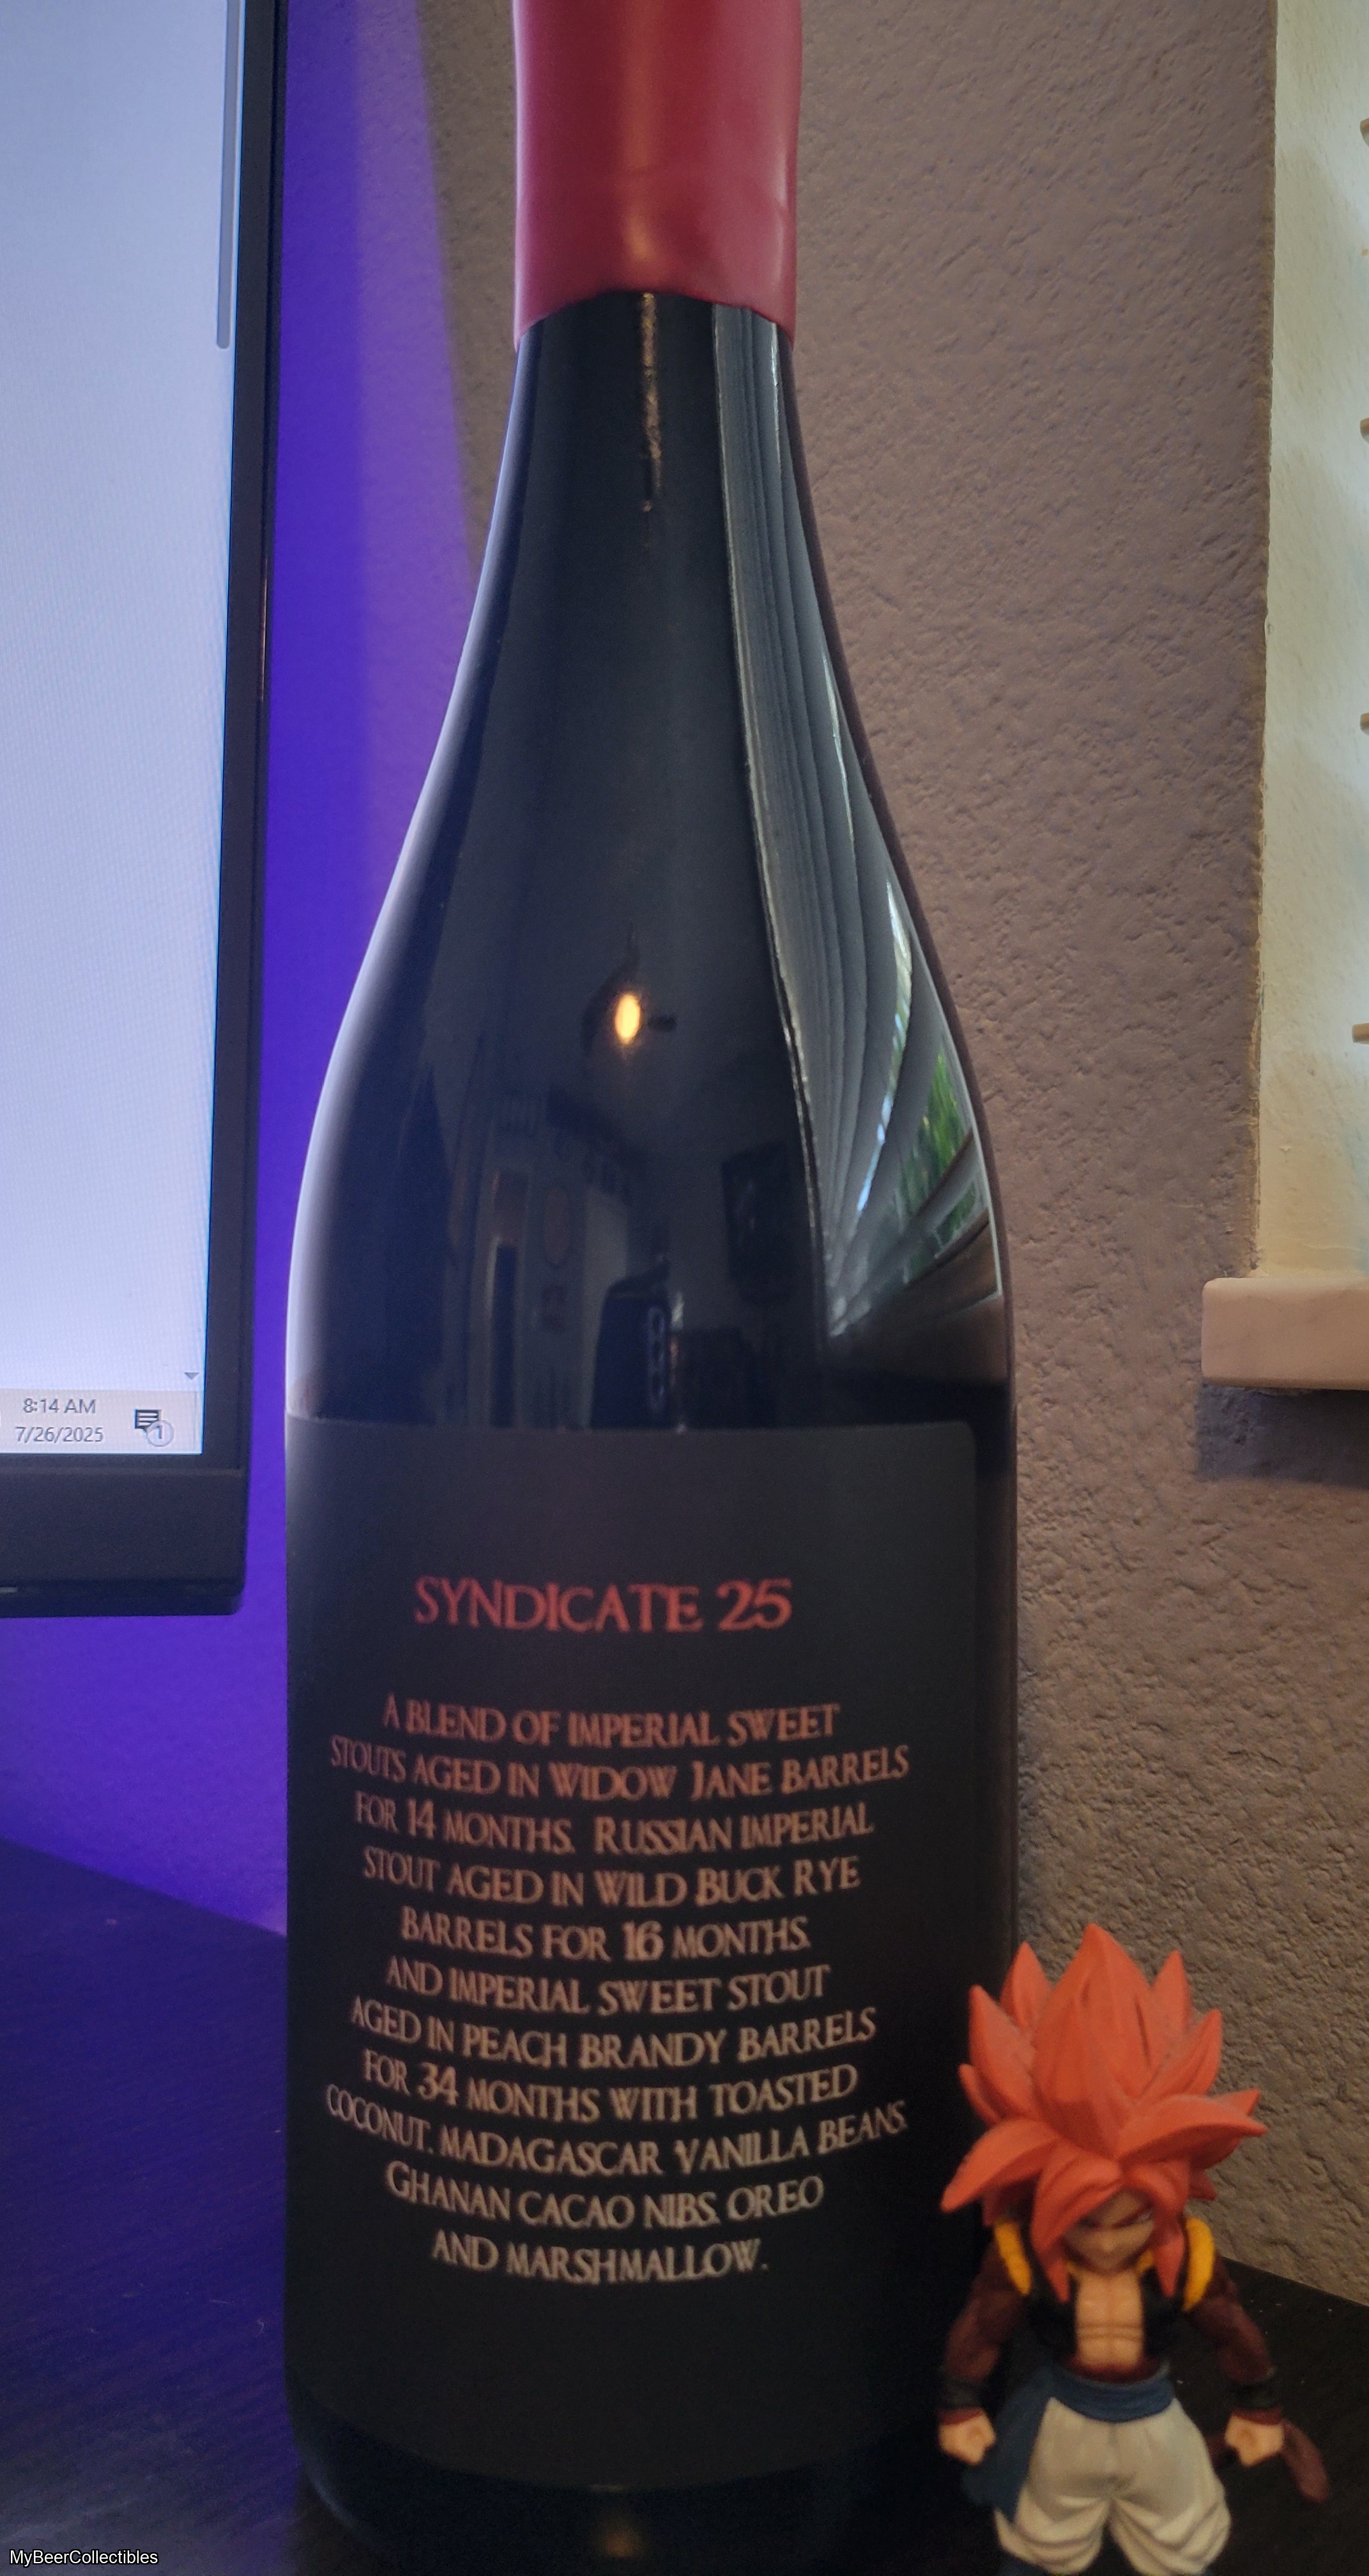 8:14 AM
7/26/2025
1
SYNDICATE 25
A BLEND OF IMPERIAL SWEET
STOUTS AGED IN WIDOW JANE BARRELS
FOR 14 MONTHS. RUSSIAN IMPERIAL
STOUT AGED IN WILD BUCK RYE
BARRELS FOR 16 MONTHS.
AND IMPERIAL SWEET STOUT
AGED IN PEACH BRANDY BARRELS
FOR 34 MONTHS WITH TOASTED
COCONUT, MADAGASCAR VANILLA BEANS,
GHANAN CACAO NIBS, OREO
AND MARSHMALLOW.
MyBeerCollectibles